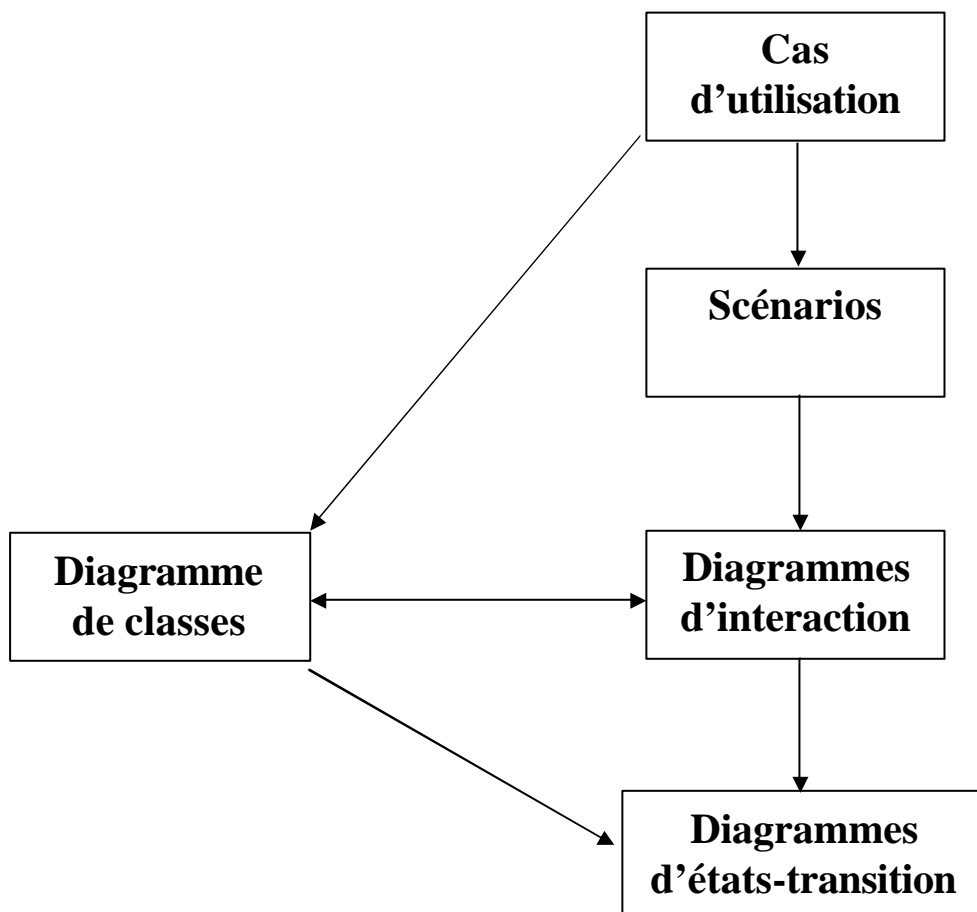 Cas
d’utilisation
Scénarios
Diagramme
de classes
Diagrammes
d’interaction
Diagrammes
d’états-transition